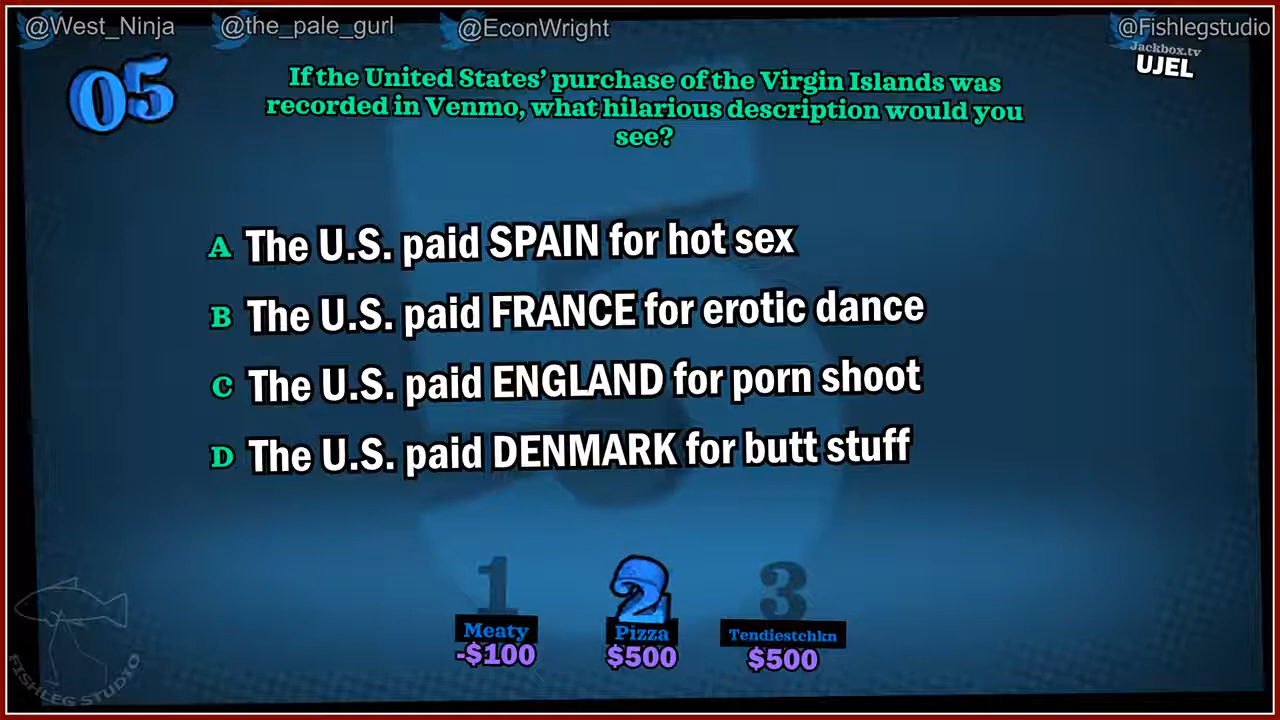 @West_Ninja @the_pale_gurl @EconWright @Fishlegstudio
Jackbox.tv
UJEL
05
If the United States’ purchase of the Virgin Islands was
recorded in Venmo, what hilarious description would you
see?
A The U.S. paid SPAIN for hot sex
B The U.S. paid FRANCE for erotic dance
C The U.S. paid ENGLAND for porn shoot
D The U.S. paid DENMARK for butt stuff
1 2 3
Meaty Pizza Tendiestchkn
-$100 $500 $500
FISHLEG STUDIO